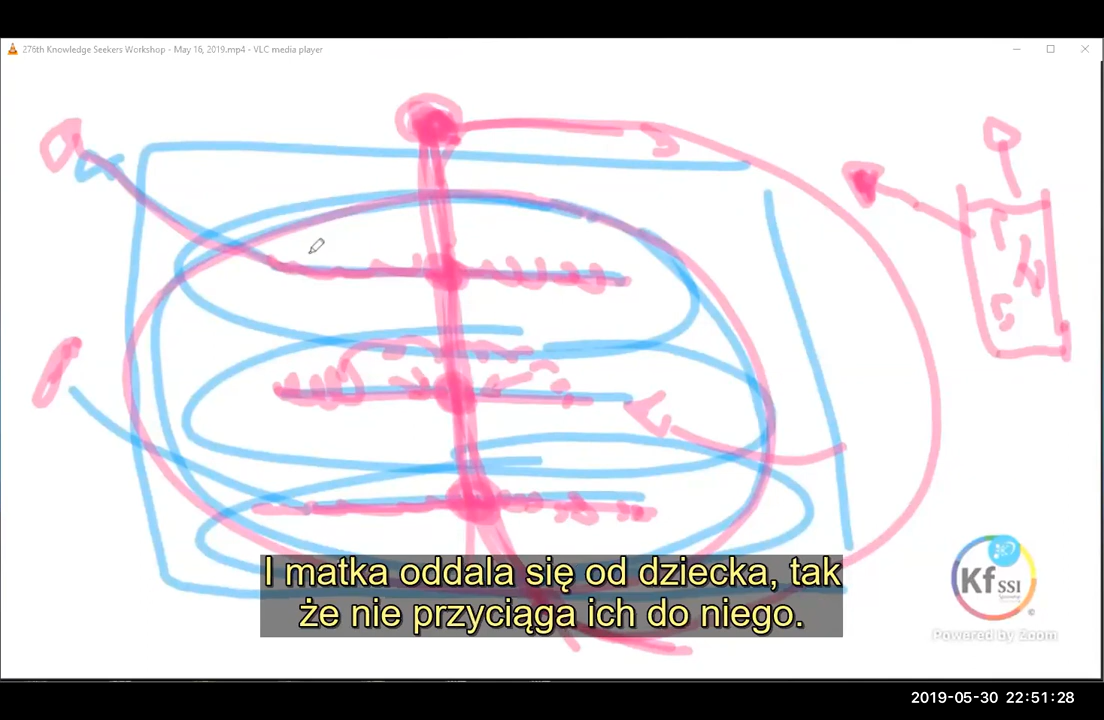 276th Knowledge Seekers Workshop - May 16, 2019.mp4 - VLC media player
I matka oddala się od dziecka, tak
że nie przyciąga ich do niego.
Kf SSI
Powered by Zoom
2019-05-30 22:51:28